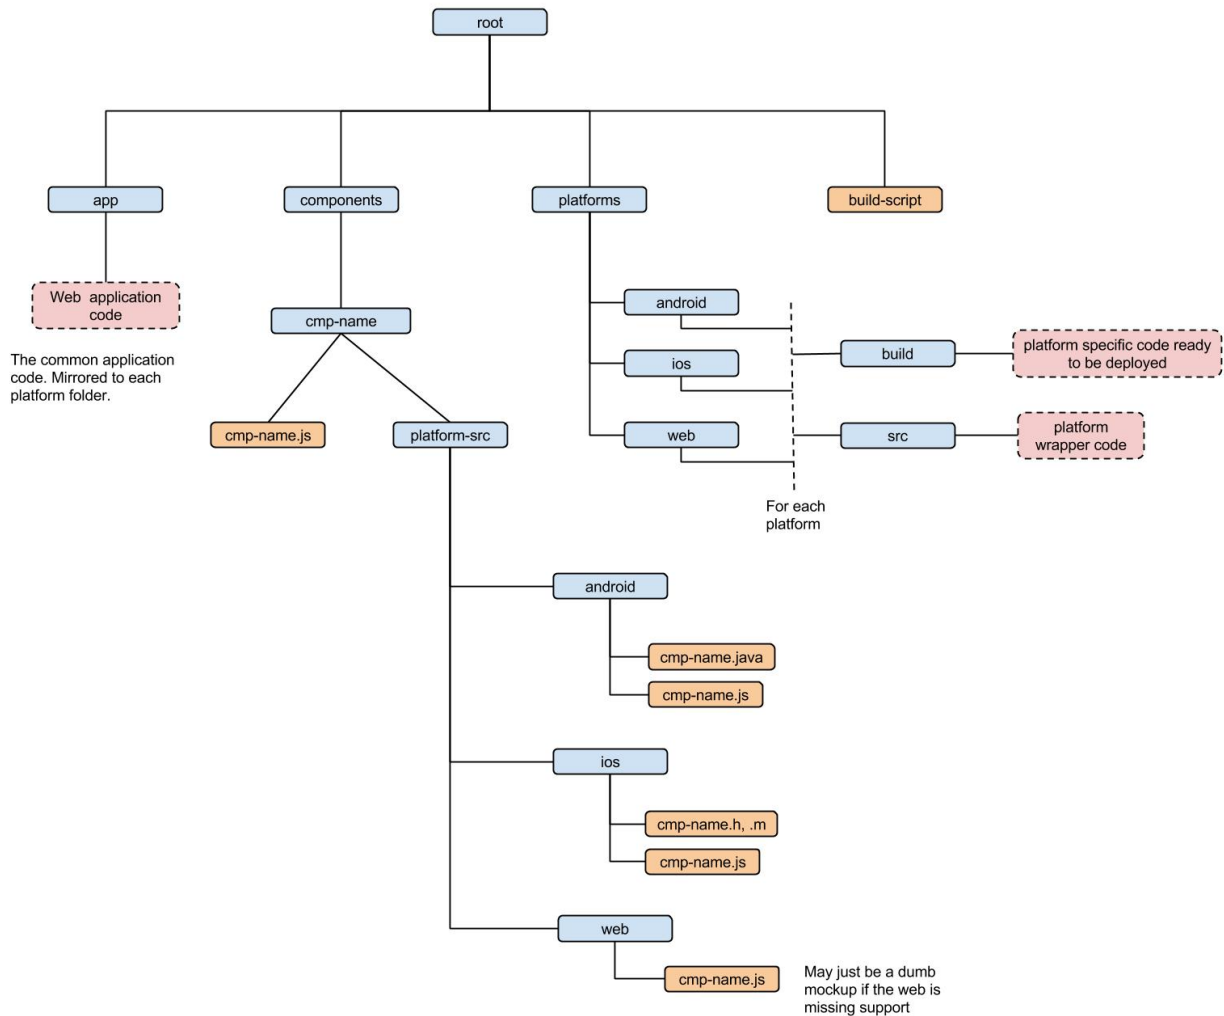 root
app
components
platforms
build-script
Web application
code
The common application
code. Mirrored to each
platform folder.
cmp-name
cmp-name.js
platform-src
android
ios
web
For each
platform
build
platform specific code ready
to be deployed
src
platform
wrapper code
android
cmp-name.java
cmp-name.js
ios
cmp-name.h, .m
cmp-name.js
web
cmp-name.js
May just be a dumb
mockup if the web is
missing support